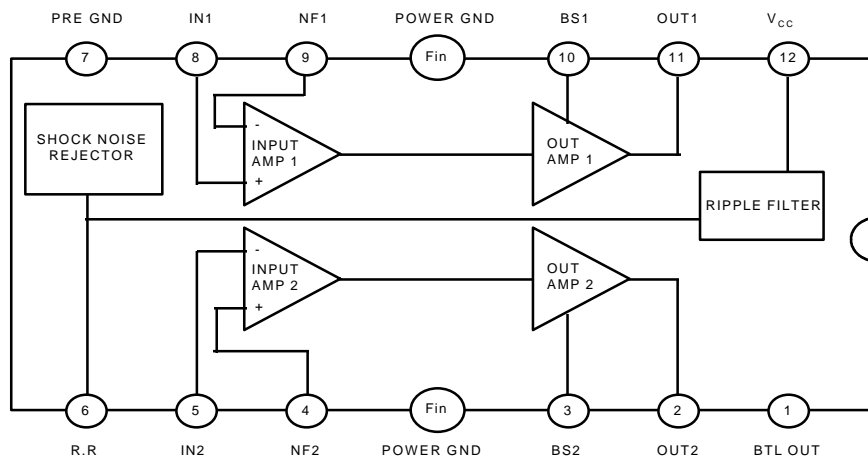 PRE GND IN1 NF1 POWER GND BS1 OUT1 VCC
7 8 9 Fin 10 11 12
SHOCK NOISE
REJECTOR
-
INPUT
AMP 1
+
OUT
AMP 1
RIPPLE FILTER
-
INPUT
AMP 2
+
OUT
AMP 2
6 5 4 Fin 3 2 1
R.R IN2 NF2 POWER GND BS2 OUT2 BTL OUT